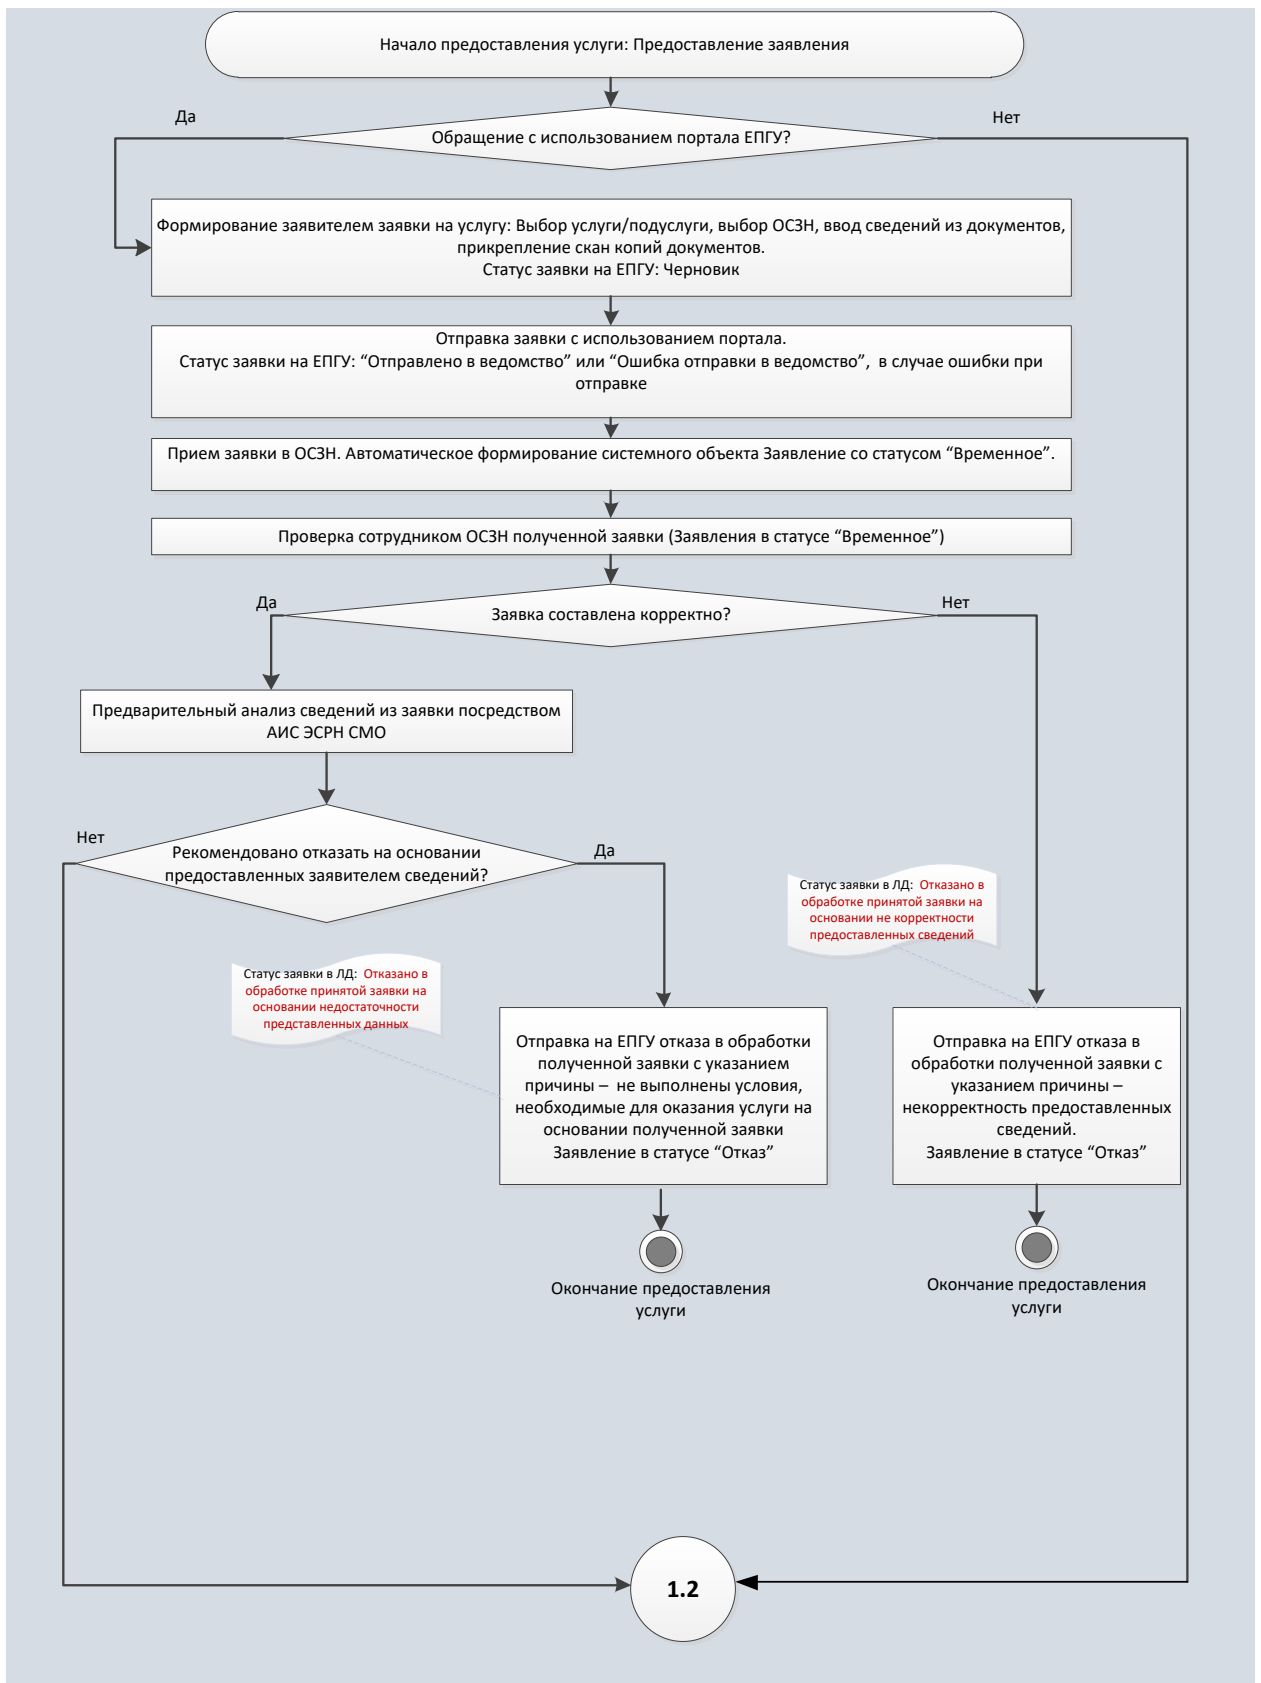 Начало предоставления услуги: Предоставление заявления
Да
Нет
Обращение с использованием портала ЕПГУ?
Формирование заявителем заявки на услугу: Выбор услуги/подуслуги, выбор ОСЗН, ввод сведений из документов,
прикрепление скан копий документов.
Статус заявки на ЕПГУ: Черновик
Отправка заявки с использованием портала.
Статус заявки на ЕПГУ: “Отправлено в ведомство” или “Ошибка отправки в ведомство”, в случае ошибки при
отправке
Прием заявки в ОСЗН. Автоматическое формирование системного объекта Заявление со статусом “Временное”.
Проверка сотрудником ОСЗН полученной заявки (Заявления в статусе “Временное”)
Да
Нет
Заявка составлена корректно?
Предварительный анализ сведений из заявки посредством
АИС ЭСРН СМО
Нет
Да
Рекомендовано отказать на основании
предоставленных заявителем сведений?
Статус заявки в ЛД: Отказано в
обработке принятой заявки на
основании не корректности
предоставленных сведений
Статус заявки в ЛД: Отказано в
обработке принятой заявки на
основании недостаточности
представленных данных
Отправка на ЕПГУ отказа в обработки
полученной заявки с указанием
причины – не выполнены условия,
необходимые для оказания услуги на
основании полученной заявки
Заявление в статусе “Отказ”
Отправка на ЕПГУ отказа в
обработки полученной заявки с
указанием причины –
некорректность предоставленных
сведений.
Заявление в статусе “Отказ”
Окончание предоставления
услуги
Окончание предоставления
услуги
1.2